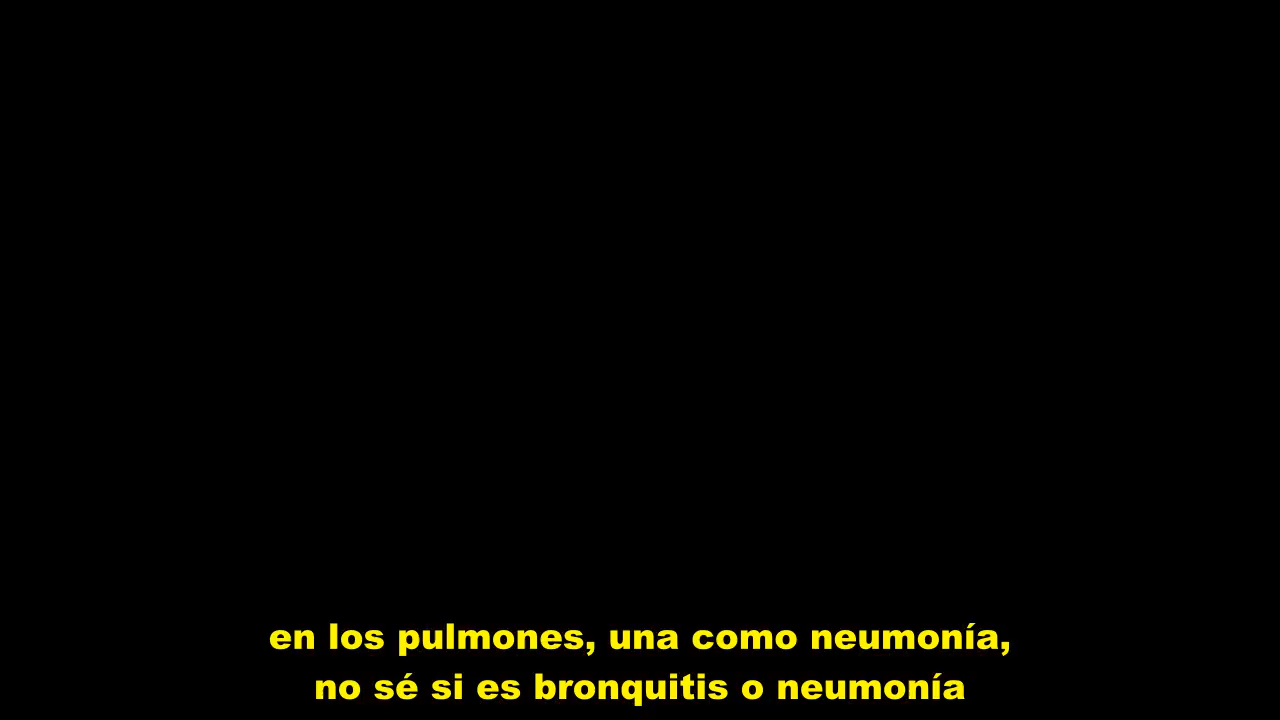 en los pulmones, una como neumonía,
no sé si es bronquitis o neumonía